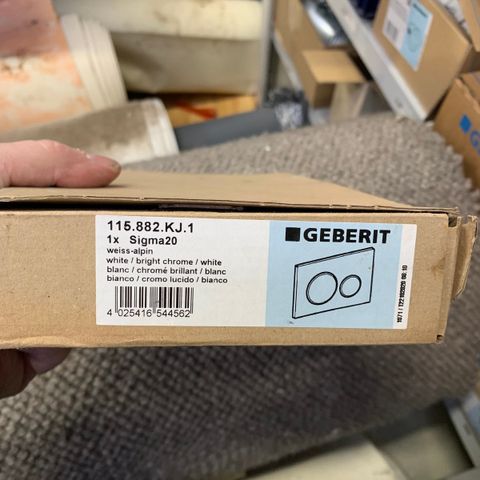 115.882.KJ.1
1x Sigma20
weiss-alpin
white / bright chrome / white
blanc / chromé brillant / blanc
bianco / cromo lucido / bianco
4 025416 544562
GEBERIT